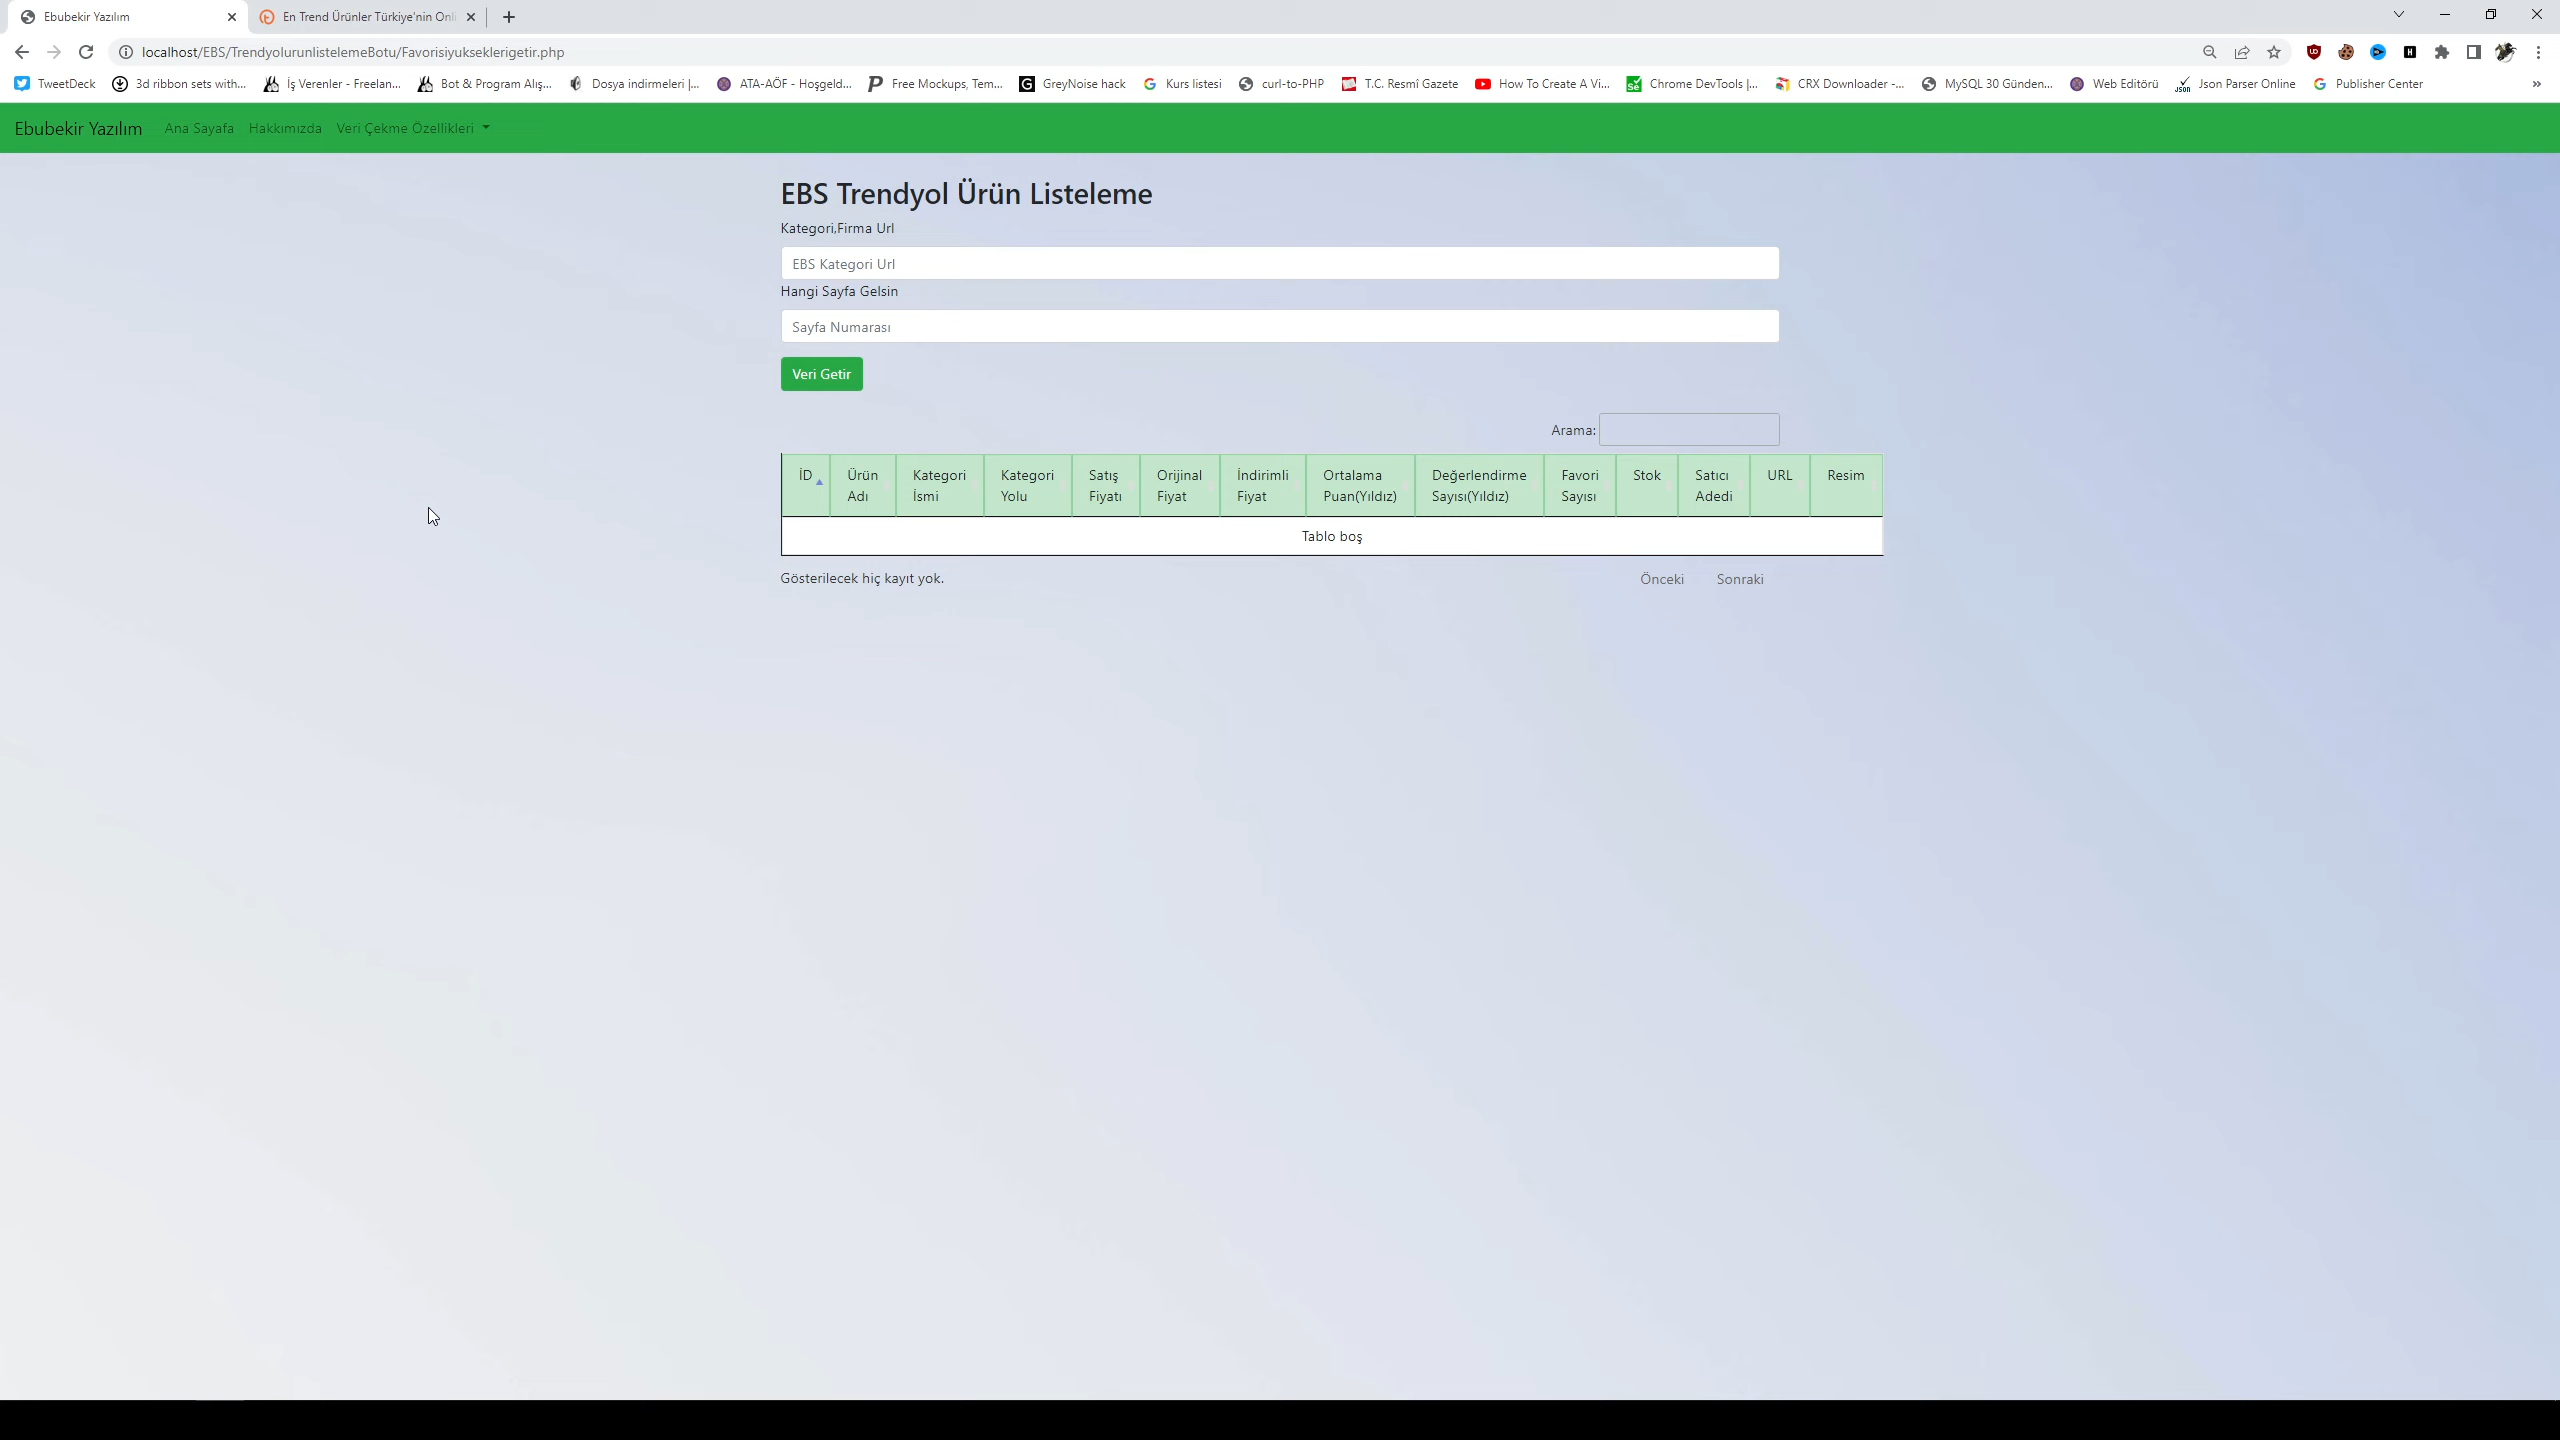 Ebubekir Yazılım
En Trend Ürünler Türkiye'nin Onli
localhost/EBS/TrendyolurunlistelemeBotu/Favorisiyukseklerigetir.php
TweetDeck 3d ribbon sets with... İş Verenler - Freelan... Bot & Program Alış... Dosya indirmeleri |... ATA-AÖF - Hoşgeld... Free Mockups, Tem... GreyNoise hack Kurs listesi curl-to-PHP T.C. Resmî Gazete How To Create A Vi... Chrome DevTools |... CRX Downloader -... MySQL 30 Günden... Web Editörü Json Parser Online Publisher Center »
Ebubekir Yazılım Ana Sayafa Hakkımızda Veri Çekme Özellikleri
EBS Trendyol Ürün Listeleme
Kategori,Firma Url
EBS Kategori Url
Hangi Sayfa Gelsin
Sayfa Numarası
Veri Getir
Arama:
İD
Ürün
Adı
Kategori
İsmi
Kategori
Yolu
Satış
Fiyatı
Orijinal
Fiyat
İndirimli
Fiyat
Ortalama
Puan(Yıldız)
Değerlendirme
Sayısı(Yıldız)
Favori
Sayısı
Stok
Satıcı
Adedi
URL
Resim
Tablo boş
Gösterilecek hiç kayıt yok.
Önceki Sonraki